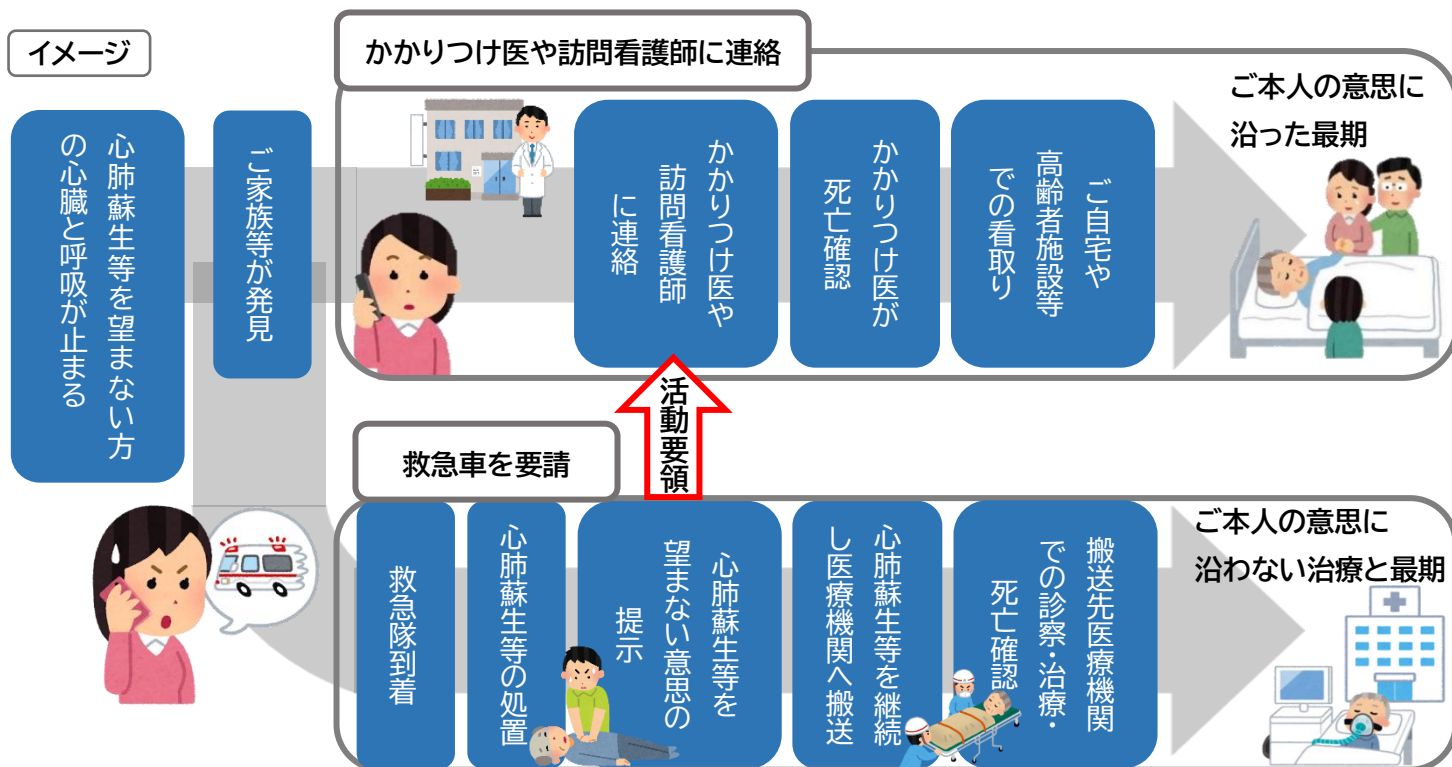 イメージ
心肺蘇生等を望まない方
の心臓と呼吸が止まる
ご家族等が発見
かかりつけ医や訪問看護師に連絡
かかりつけ医や
訪問看護師
に連絡
かかりつけ医が
死亡確認
ご自宅や
高齢者施設等
での看取り
ご本人の意思に
沿った最期
活動要領
救急車を要請
救急隊到着
心肺蘇生等の処置
心肺蘇生等を
望まない意思の
提示
心肺蘇生等を継続
し医療機関へ搬送
搬送先医療機関
での診察・治療・
死亡確認
ご本人の意思に
沿わない治療と最期